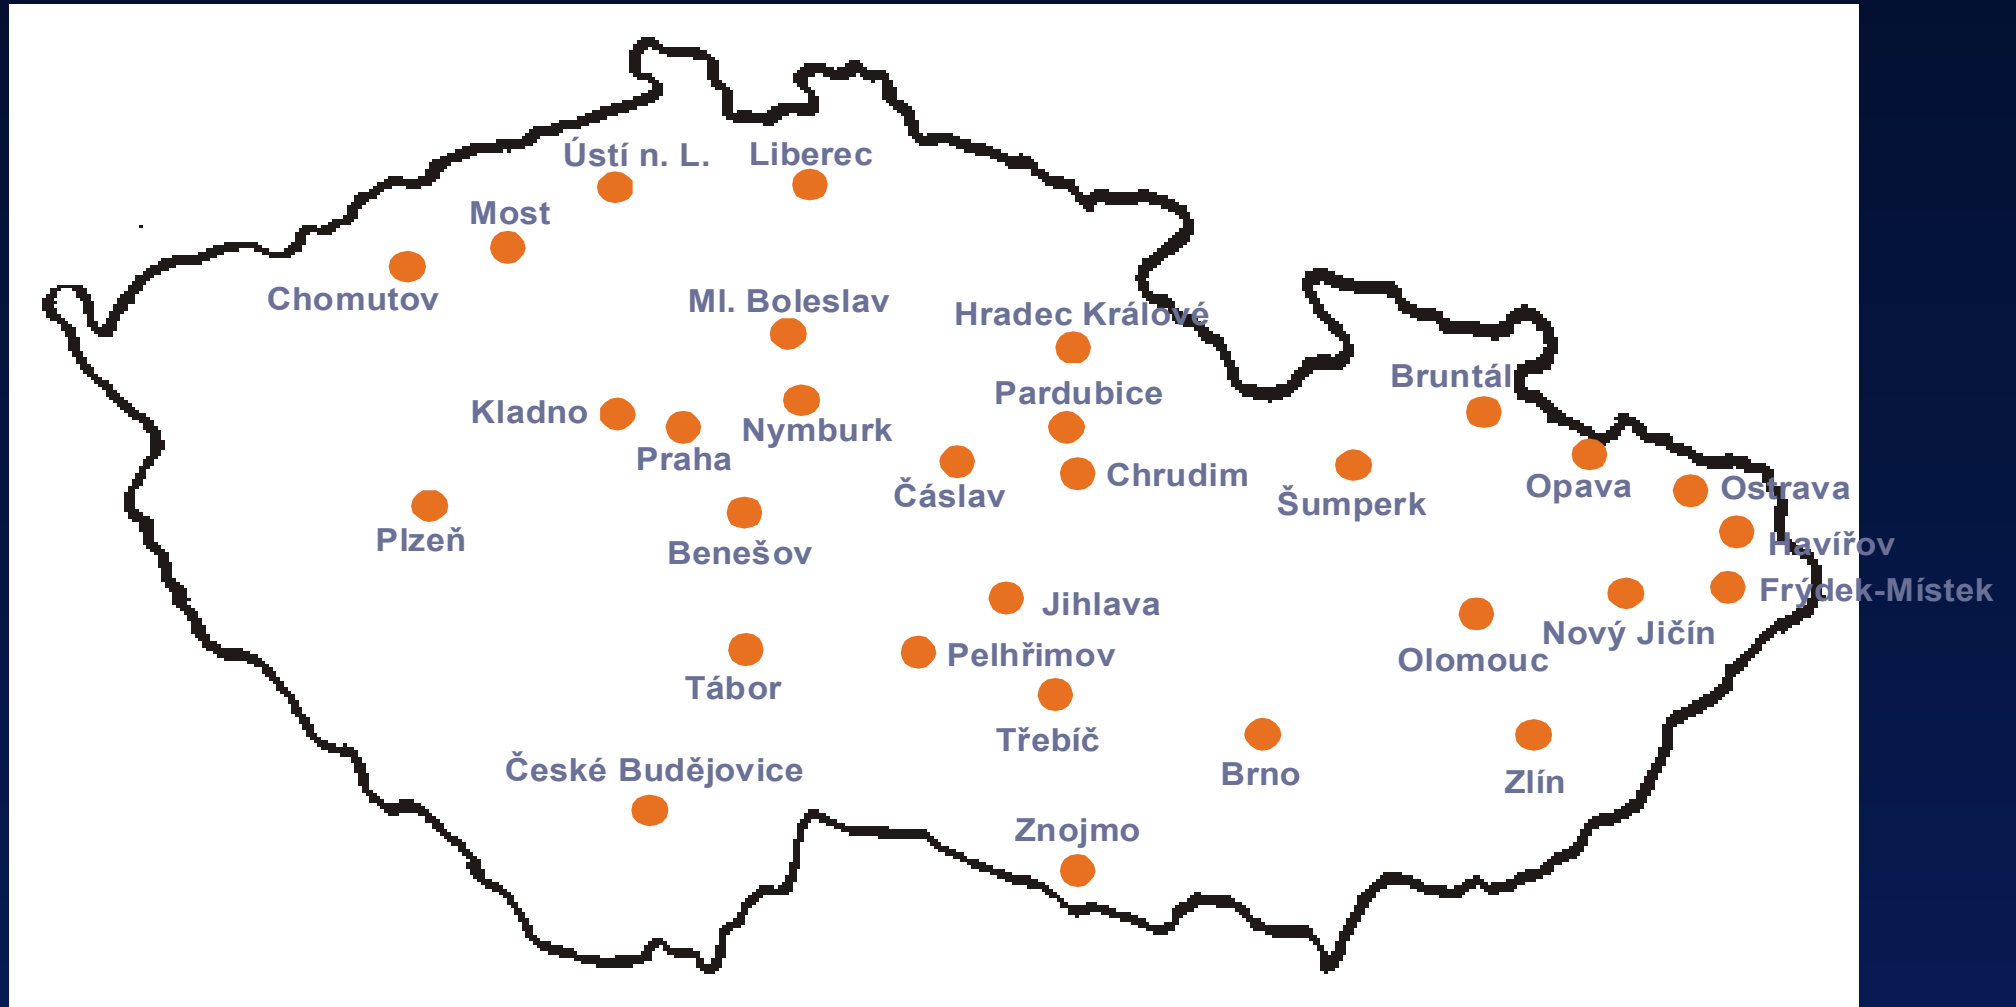 Ústí n. L.
Liberec
Most
Chomutov
Ml. Boleslav
Hradec Králové
Bruntál
Pardubice
Kladno
Nymburk
Praha
Chrudim
Opava
Ostrava
Čáslav
Šumperk
Plzeň
Benešov
Havířov
Frýdek-Místek
Jihlava
Nový Jičín
Pelhřimov
Olomouc
Tábor
Třebíč
České Budějovice
Brno
Zlín
Znojmo